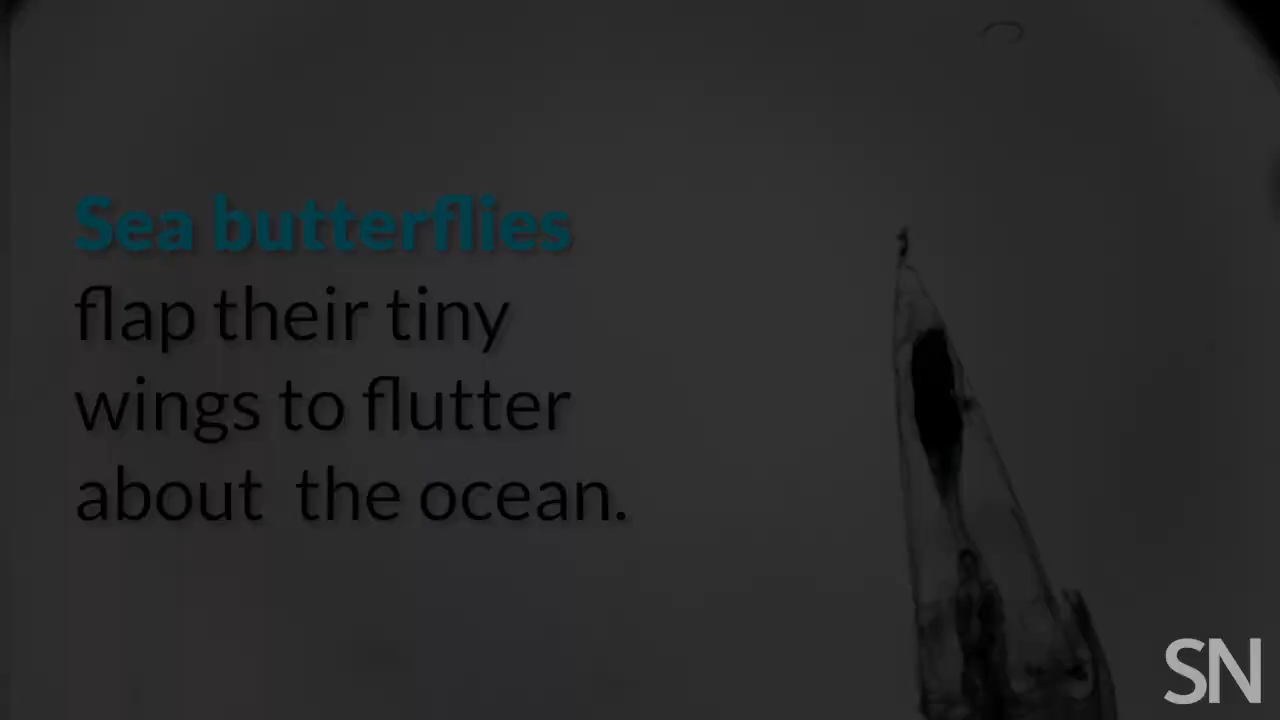 Sea butterflies
flap their tiny
wings to flutter
about  the ocean.
SN